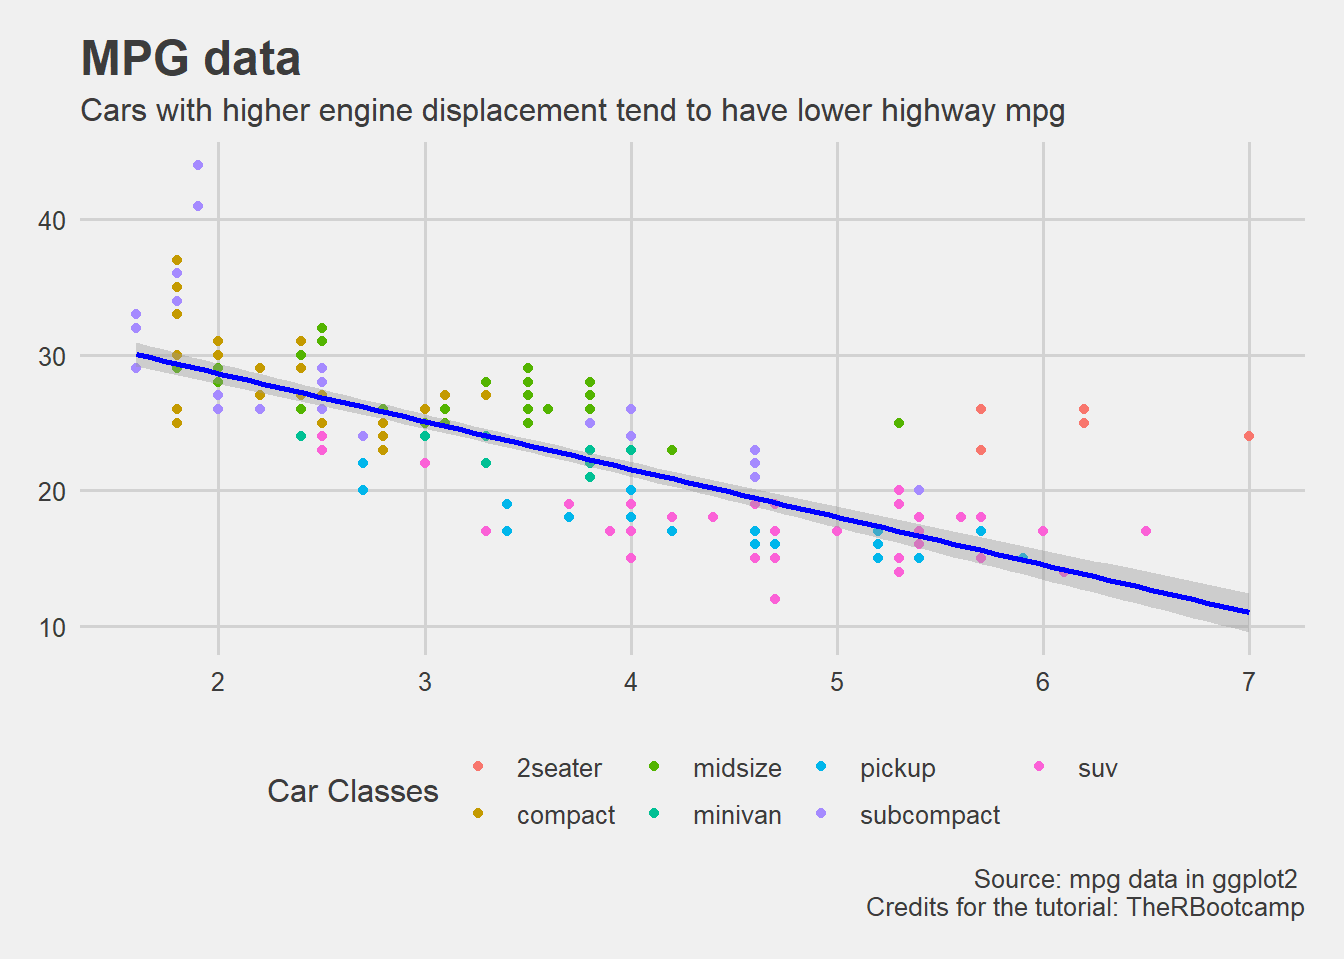 MPG data
Cars with higher engine displacement tend to have lower highway mpg
40
30
20
10
2 3 4 5 6 7
Car Classes
2seater midsize pickup suv
compact minivan subcompact
Source: mpg data in ggplot2
Credits for the tutorial: TheRBootcamp